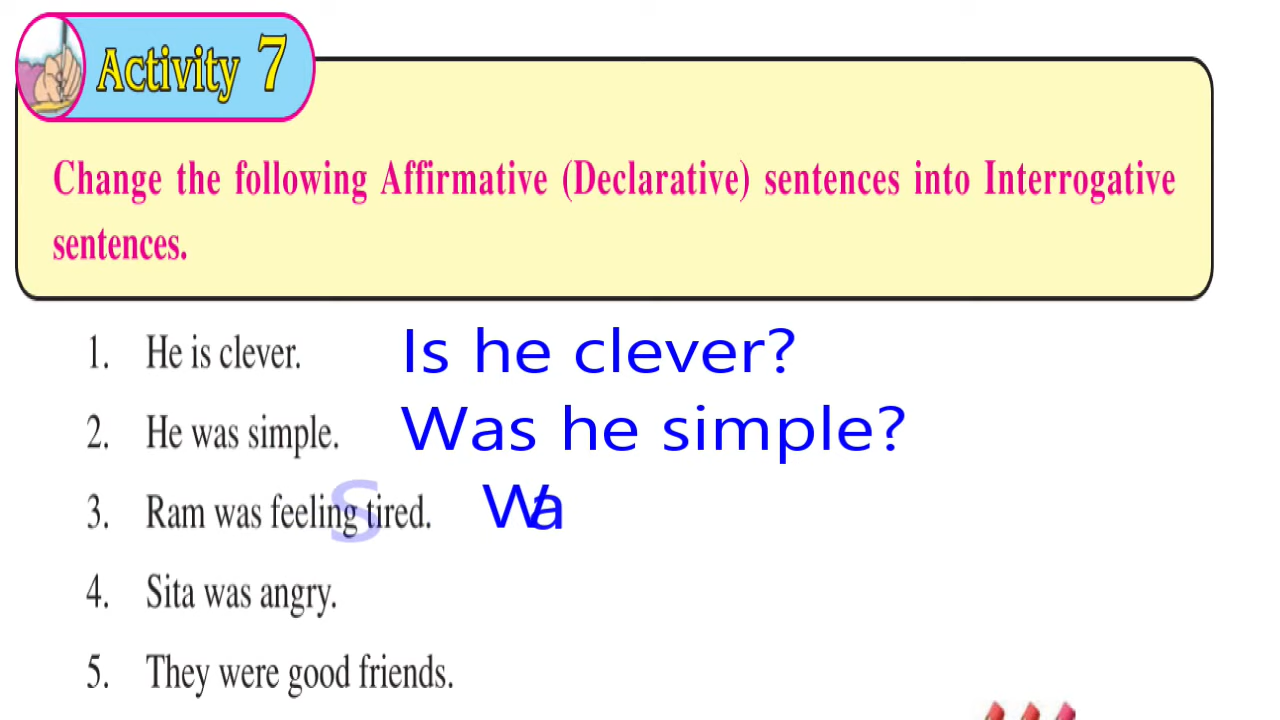 Activity 7
Change the following Affirmative (Declarative) sentences into Interrogative
sentences.
1. He is clever. Is he clever?
2. He was simple. Was he simple?
3. Ram was feeling tired. Was
4. Sita was angry.
5. They were good friends.